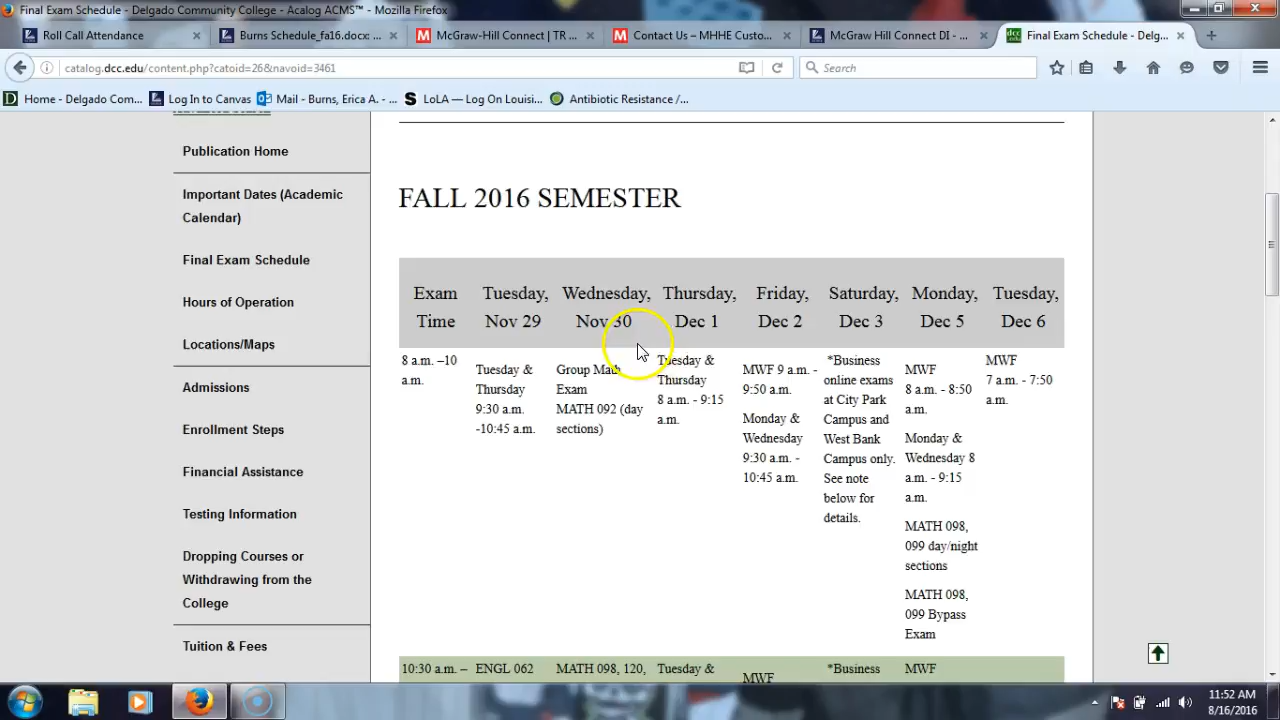 Final Exam Schedule - Delgado Community College - Acalog ACMS™ - Mozilla Firefox
Roll Call Attendance
Burns Schedule_fa16.docx:
McGraw-Hill Connect | TR ...
Contact Us – MHHE Custo...
McGraw Hill Connect DI - ...
Final Exam Schedule - Delg...
catalog.dcc.edu/content.php?catoid=26&navoid=3461
Search
Home - Delgado Com...
Log In to Canvas
Mail - Burns, Erica A. - ...
LoLA — Log On Louisi...
Antibiotic Resistance /...
Publication Home
Important Dates (Academic
Calendar)
Final Exam Schedule
Hours of Operation
Locations/Maps
Admissions
Enrollment Steps
Financial Assistance
Testing Information
Dropping Courses or
Withdrawing from the
College
Tuition & Fees
FALL 2016 SEMESTER
Exam
Time
Tuesday,
Nov 29
Wednesday,
Nov 30
Thursday,
Dec 1
Friday,
Dec 2
Saturday,
Dec 3
Monday,
Dec 5
Tuesday,
Dec 6
8 a.m. –10
a.m.
Tuesday &
Thursday
9:30 a.m.
-10:45 a.m.
Group Math
Exam
MATH 092 (day
sections)
Tuesday &
Thursday
8 a.m. - 9:15
a.m.
MWF 9 a.m. -
9:50 a.m.
Monday &
Wednesday
9:30 a.m. -
10:45 a.m.
*Business
online exams
at City Park
Campus and
West Bank
Campus only.
See note
below for
details.
MWF
8 a.m. - 8:50
a.m.
Monday &
Wednesday 8
a.m. - 9:15
a.m.
MATH 098,
099 day/night
sections
MATH 098,
099 Bypass
Exam
MWF
7 a.m. - 7:50
a.m.
10:30 a.m. –
ENGL 062
MATH 098, 120,
Tuesday &
MWF
*Business
MWF
11:52 AM
8/16/2016